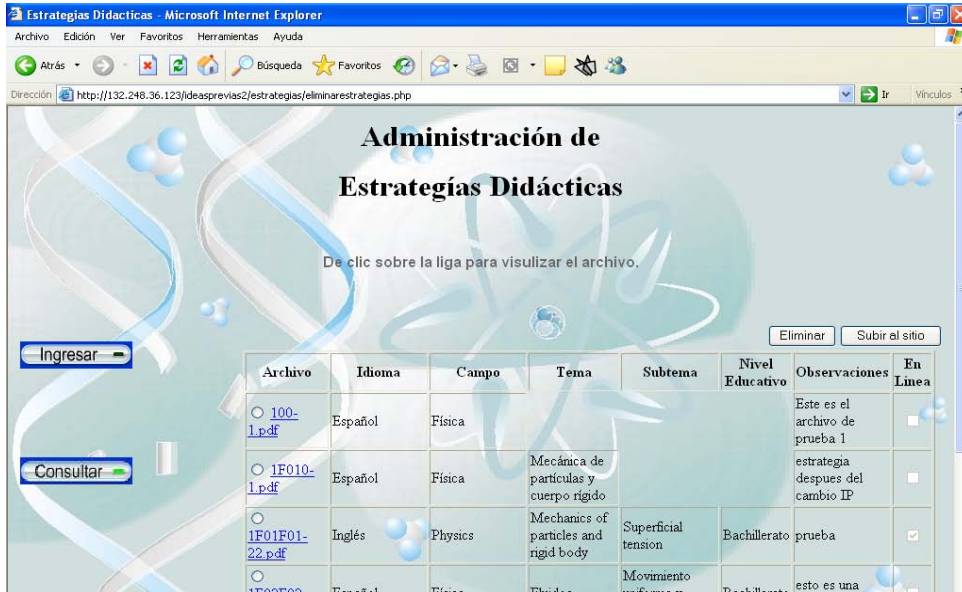 Estrategias Didacticas - Microsoft Internet Explorer
Archivo Edición Ver Favoritos Herramientas Ayuda
Atrás Búsqueda Favoritos
Dirección http://132.248.36.123/ideasprevias2/estrategias/eliminarestrategias.php Ir Vínculos
Administración de
Estrategías Didácticas
De clic sobre la liga para visulizar el archivo.
Eliminar Subir al sitio
Ingresar
Consultar
Archivo Idioma Campo Tema Subtema Nivel Educativo Observaciones En Linea
100-1.pdf Español Física Este es el archivo de prueba 1
1F010-1.pdf Español Física Mecánica de partículas y cuerpo rígido estrategia despues del cambio IP
1F01F01-22.pdf Inglés Physics Mechanics of particles and rigid body Superficial tension Bachillerato prueba
Español Física Fluidos Movimiento Bachillerato esto es una